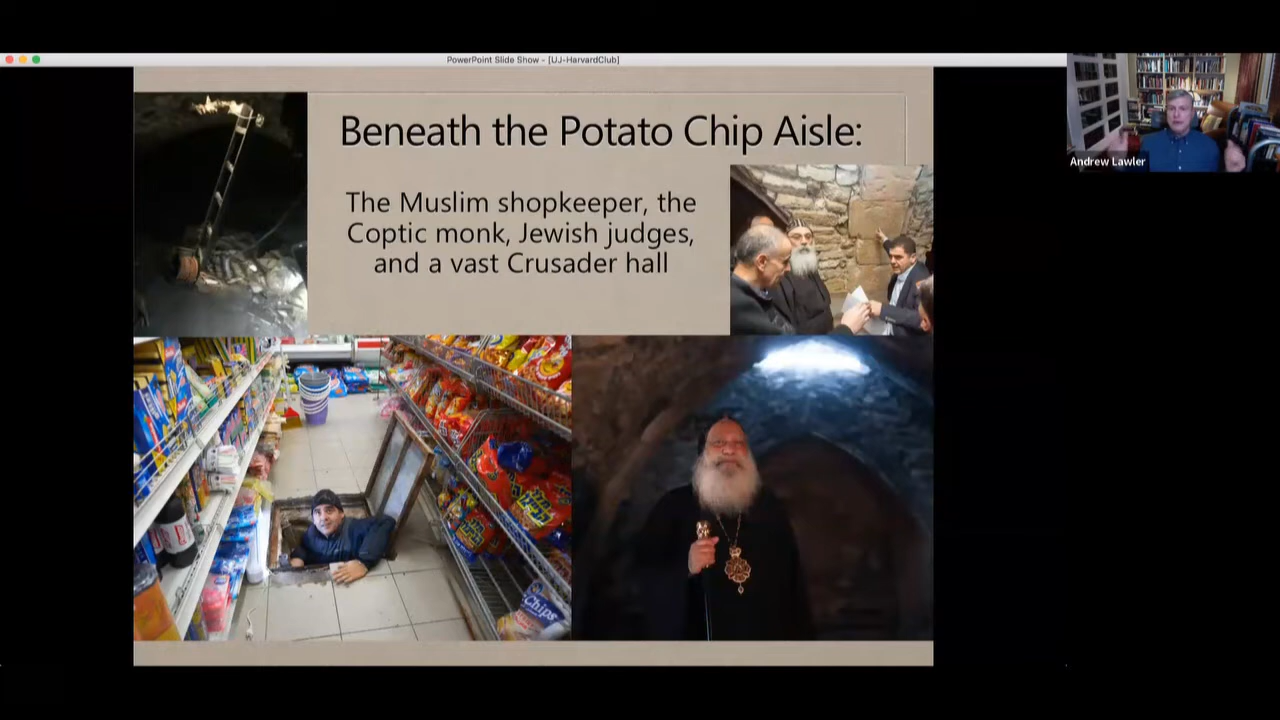 PowerPoint Slide Show - [UJ-HarvardClub]
Beneath the Potato Chip Aisle:
The Muslim shopkeeper, the
Coptic monk, Jewish judges,
and a vast Crusader hall
Andrew Lawler
Chips